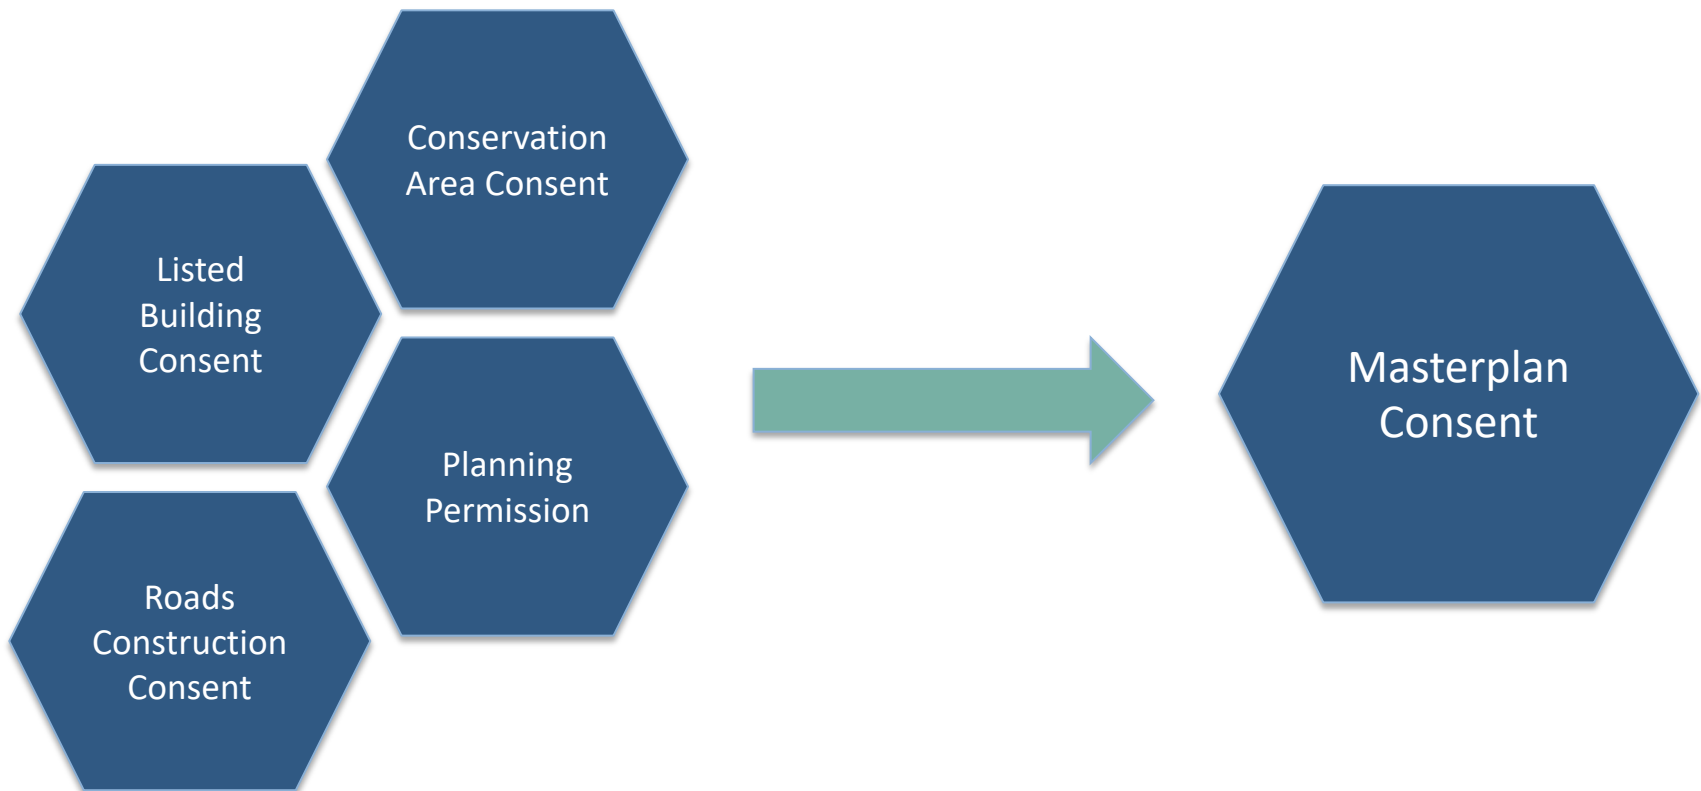 Conservation
Area Consent
Listed
Building
Consent
Planning
Permission
Roads
Construction
Consent
Masterplan
Consent